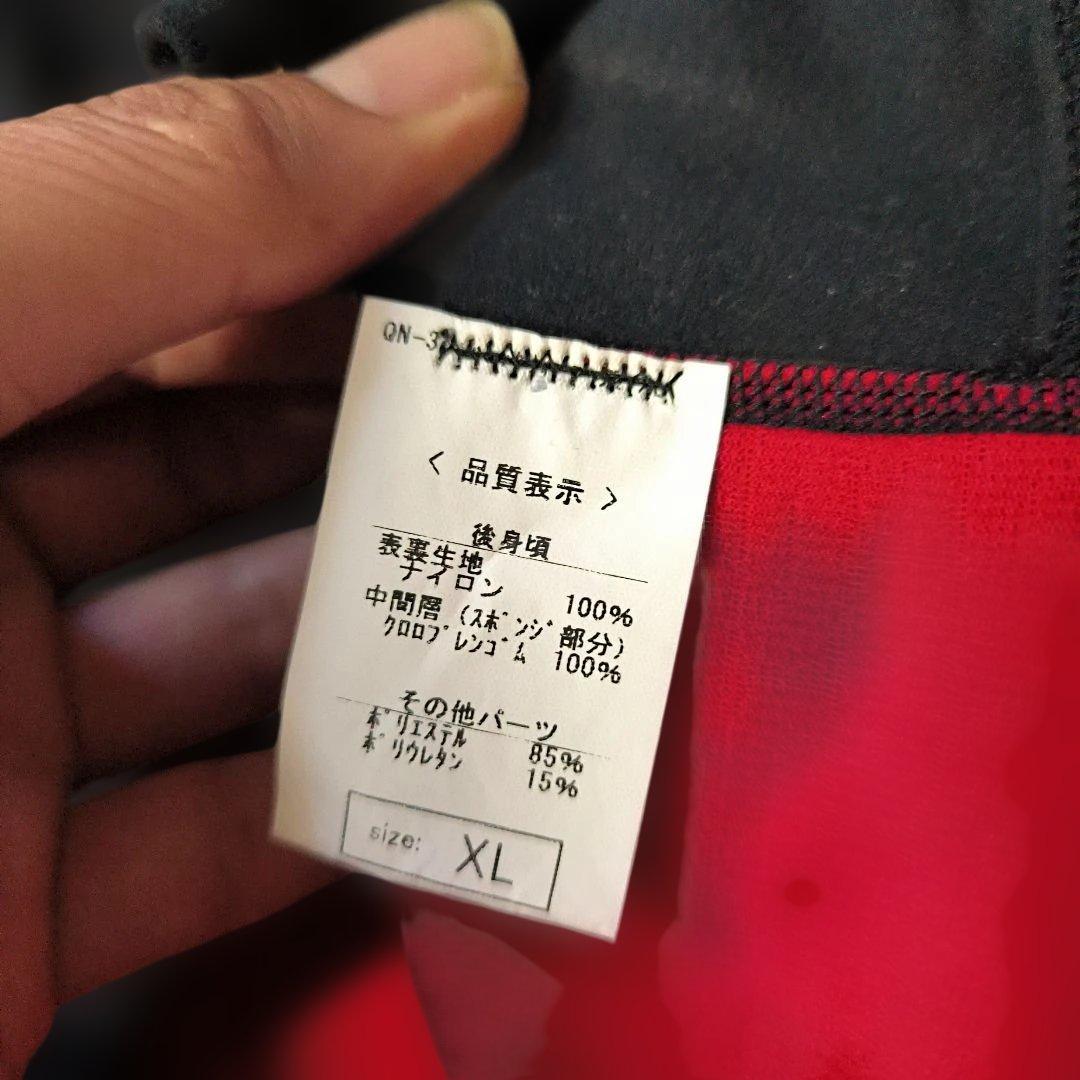 QN-3
< 品質表示 >
後身頃
表裏生地
ナイロン 100%
中間層 (スポンジ部分)
クロロプレンゴム 100%
その他パーツ
ポリエステル 85%
ポリウレタン 15%
size: XL